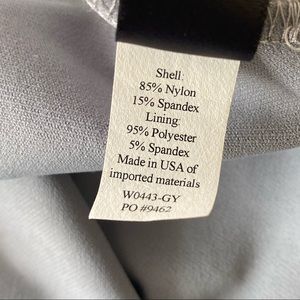 Shell:
85% Nylon
15% Spandex
Lining:
95% Polyester
5% Spandex
Made in USA of
imported materials
W0443-GY
PO #9462